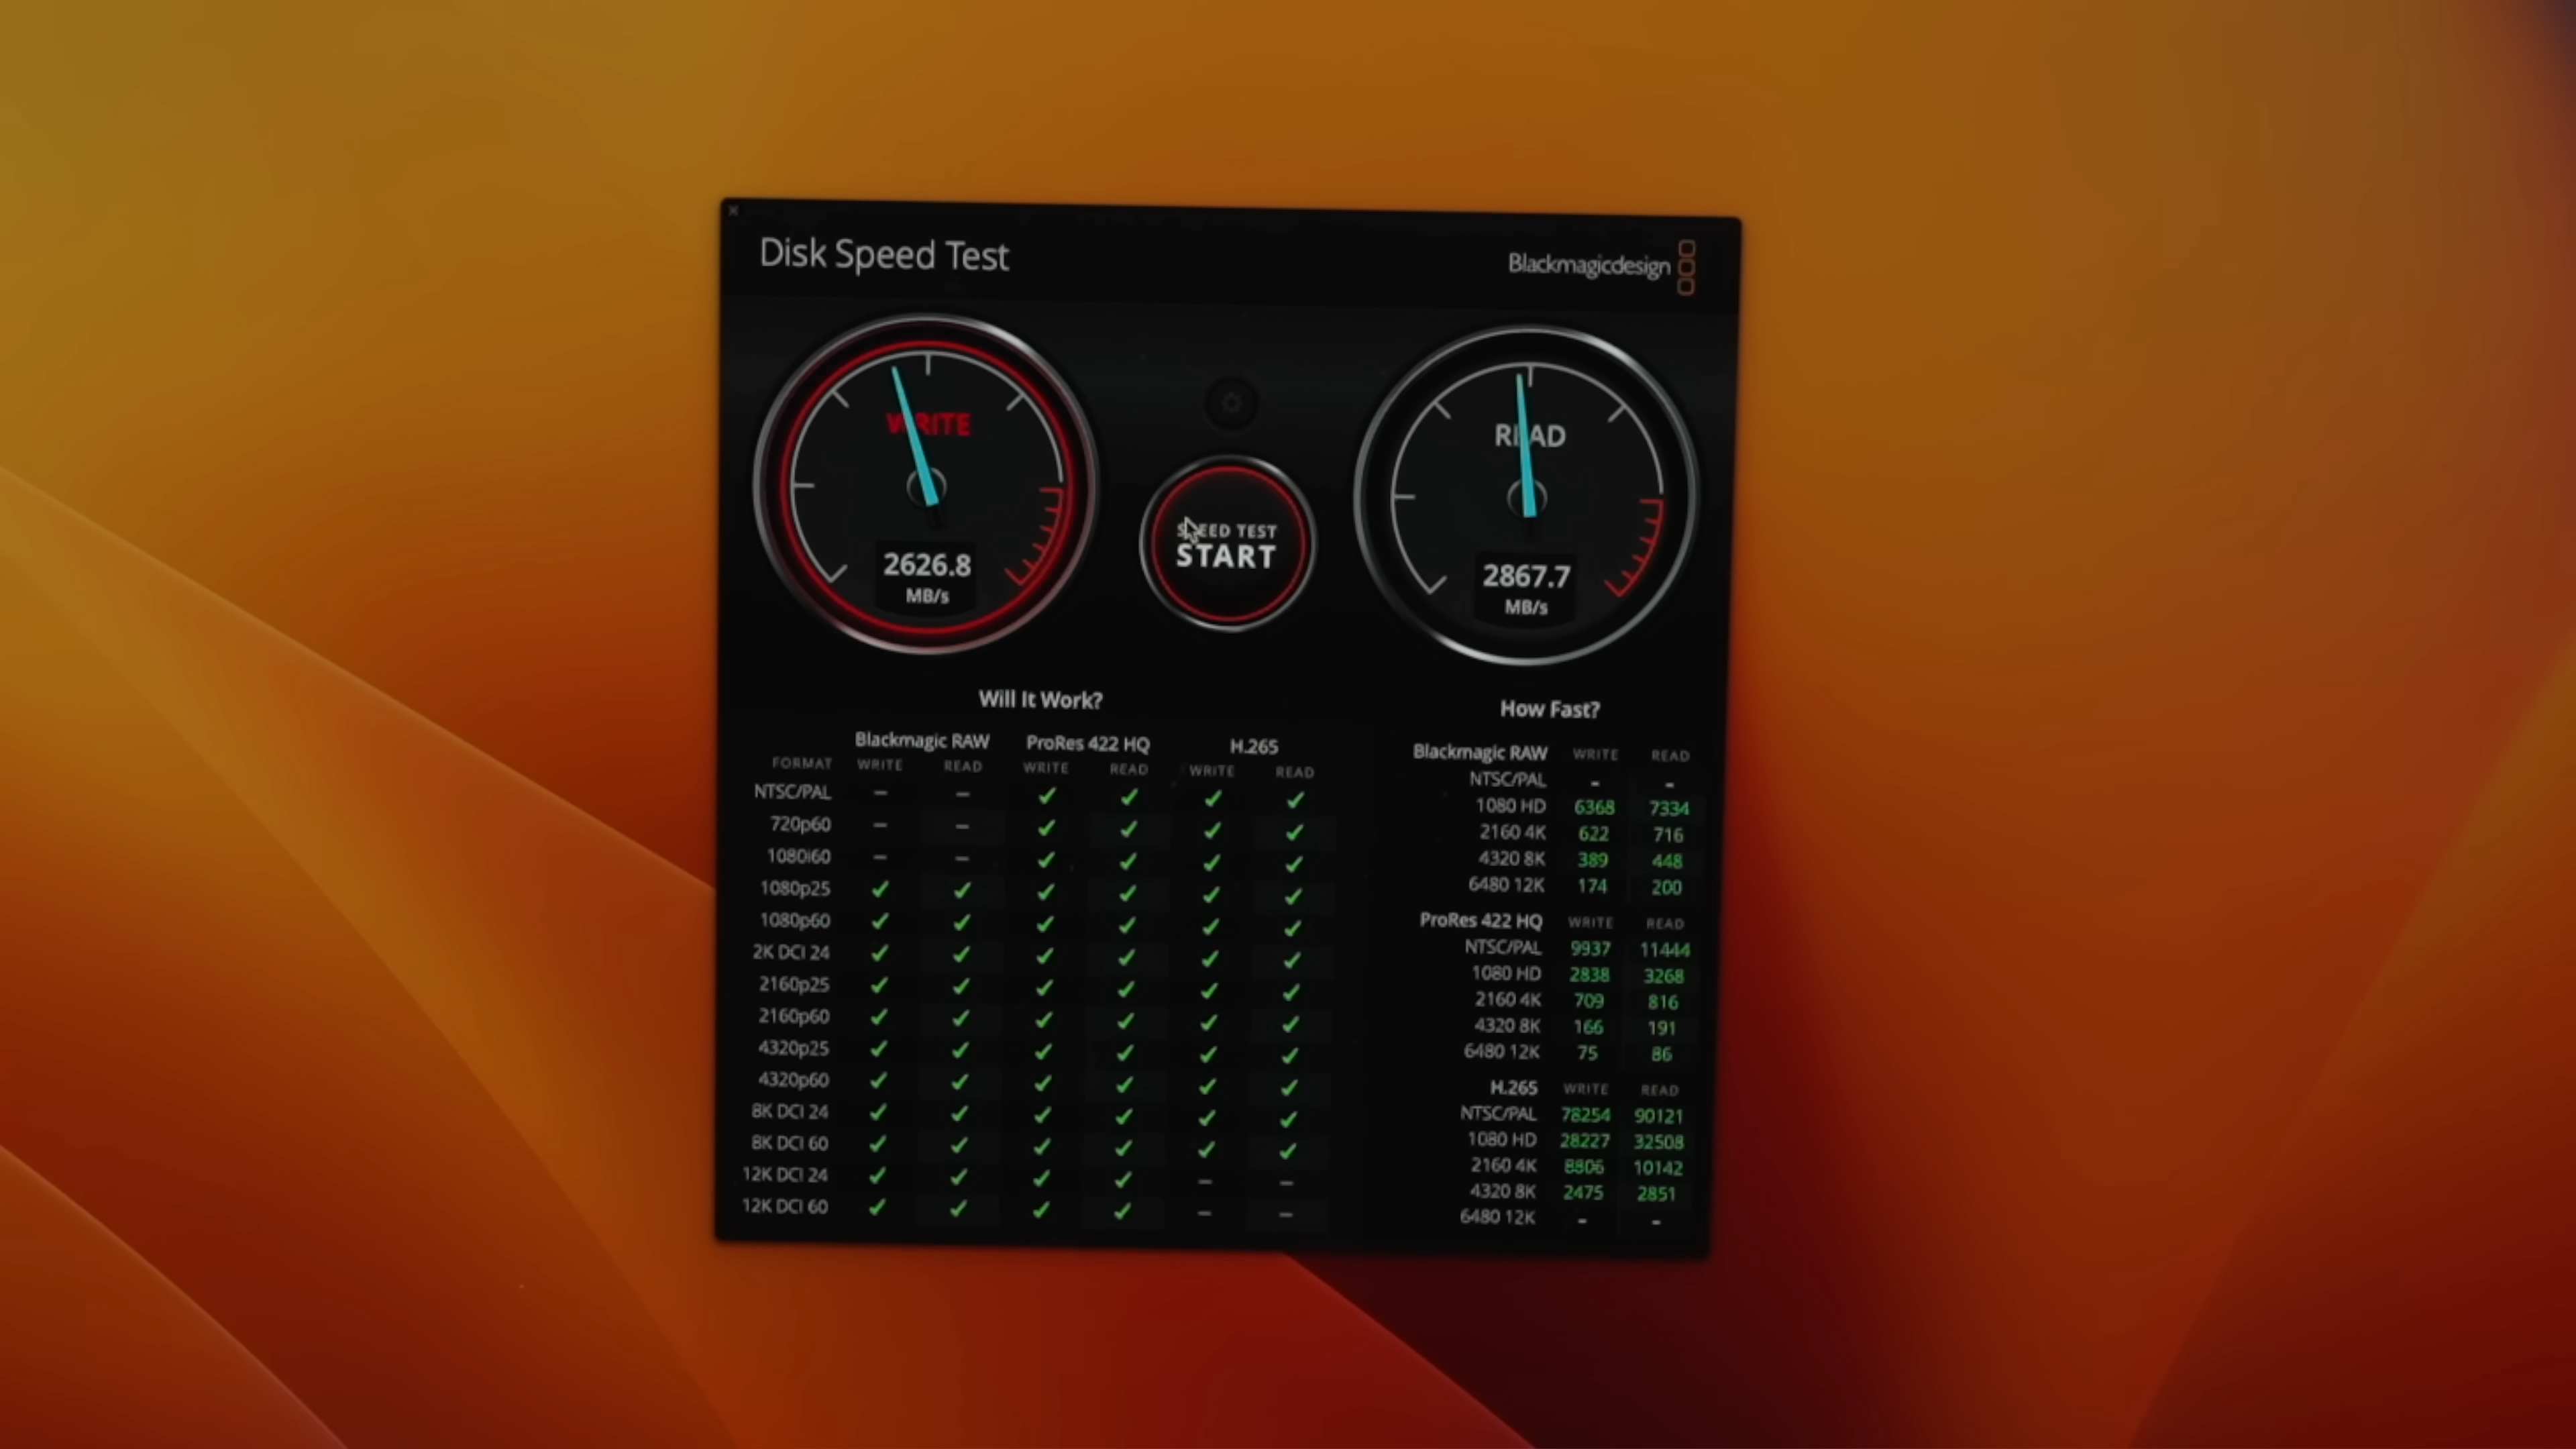 Disk Speed Test
Blackmagicdesign
WRITE
2626.8
MB/s
SPEED TEST
START
READ
2867.7
MB/s
Will It Work?
Blackmagic RAW ProRes 422 HQ H.265
FORMAT WRITE READ WRITE READ WRITE READ
NTSC/PAL – – ✓ ✓ ✓ ✓
720p60 – – ✓ ✓ ✓ ✓
1080i60 – – ✓ ✓ ✓ ✓
1080p25 ✓ ✓ ✓ ✓ ✓ ✓
1080p60 ✓ ✓ ✓ ✓ ✓ ✓
2K DCI 24 ✓ ✓ ✓ ✓ ✓ ✓
2160p25 ✓ ✓ ✓ ✓ ✓ ✓
2160p60 ✓ ✓ ✓ ✓ ✓ ✓
4320p25 ✓ ✓ ✓ ✓ ✓ ✓
4320p60 ✓ ✓ ✓ ✓ ✓ ✓
8K DCI 24 ✓ ✓ ✓ ✓ ✓ ✓
8K DCI 60 ✓ ✓ ✓ ✓ ✓ ✓
12K DCI 24 ✓ ✓ ✓ ✓ – –
12K DCI 60 ✓ ✓ ✓ ✓ – –
How Fast?
Blackmagic RAW WRITE READ
NTSC/PAL - -
1080 HD 6368 7334
2160 4K 622 716
4320 8K 389 448
6480 12K 174 200
ProRes 422 HQ WRITE READ
NTSC/PAL 9937 11444
1080 HD 2838 3268
2160 4K 709 816
4320 8K 166 191
6480 12K 75 86
H.265 WRITE READ
NTSC/PAL 78254 90121
1080 HD 28227 32508
2160 4K 8806 10142
4320 8K 2475 2851
6480 12K - -